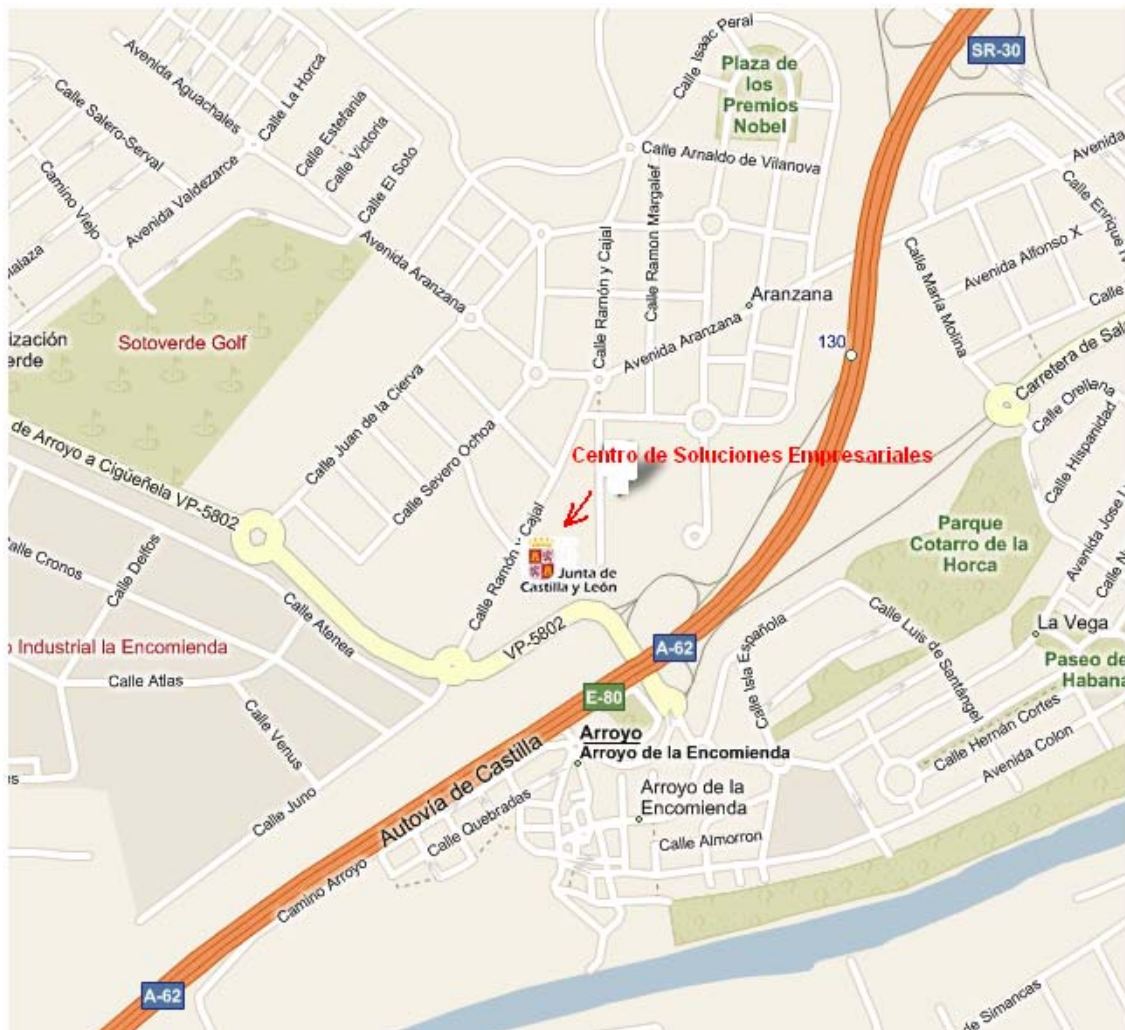 SR-30
Calle Isaac Peral
Plaza de
los
Premios
Nobel
Avenida Aguachales
Calle La Horca
Calle Estefania
Calle Victoria
Calle El Soto
Calle Salero-Serval
Camino Viejo
Avenida Valdezarce
Calle Arnaldo de Vilanova
Avenida
Calle Enrique
Avenida Alfonso X
Calle María Molina
Calle
Calle Ramón y Cajal
Calle Ramon Margalef
Avenida Aranzana
Aranzana
Avenida Aranzana
130
Sotoverde Golf
ización
erde
Carretera de Sala
Calle Orellana
Calle Hispanidad
Calle Juan de la Cierva
Calle Severo Ochoa
de Arroyo a Cigüeñela VP-5802
Centro de Soluciones Empresariales
Calle Ramón y Cajal
Junta de
Castilla y León
Parque
Cotarro de la
Horca
Avenida Jose
Calle Cronos
Calle Delfos
Calle Atenea
o Industrial la Encomienda
Calle Atlas
Calle Venus
Calle Juno
VP-5802
A-62
E-80
Calle Isla Española
Calle Luis de Santángel
La Vega
Paseo de
Habana
Calle Hernán Cortes
Avenida Colon
Arroyo
Arroyo de la Encomienda
Arroyo de la
Encomienda
Autovía de Castilla
Calle Quebradas
Calle Almorron
Camino Arroyo
A-62
de Simancas